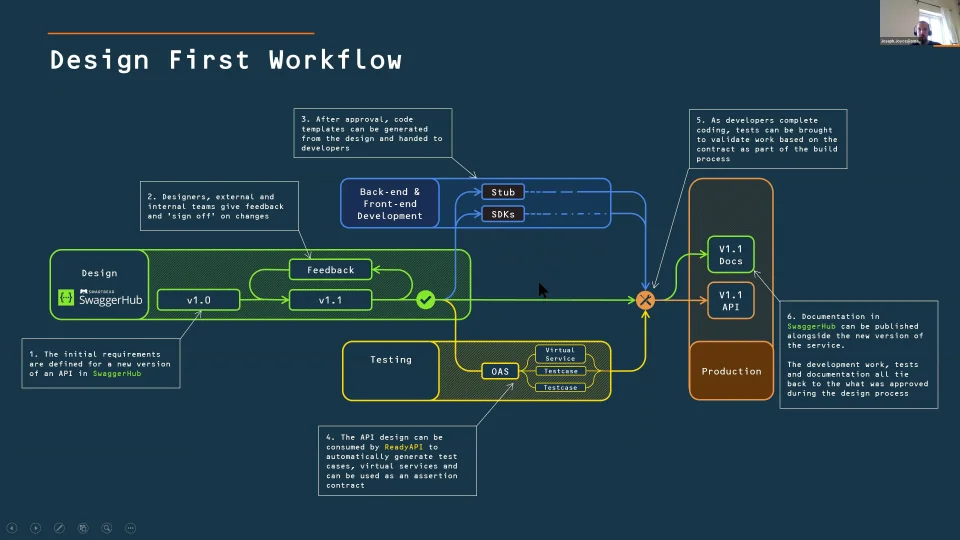 Design First Workflow
3. After approval, code
templates can be generated
from the design and handed to
developers
5. As developers complete
coding, tests can be brought
to validate work based on the
contract as part of the build
process
2. Designers, external and
internal teams give feedback
and 'sign off' on changes
Back-end &
Front-end
Development
Stub
SDKs
Design
SMARTBEAR
SwaggerHub
Feedback
v1.0
v1.1
V1.1
Docs
V1.1
API
1. The initial requirements
are defined for a new version
of an API in SwaggerHub
Testing
OAS
Virtual
Service
Testcase
Testcase
Production
6. Documentation in
SwaggerHub can be published
alongside the new version of
the service.
The development work, tests
and documentation all tie
back to the what was approved
during the design process
4. The API design can be
consumed by ReadyAPI to
automatically generate test
cases, virtual services and
can be used as an assertion
contract